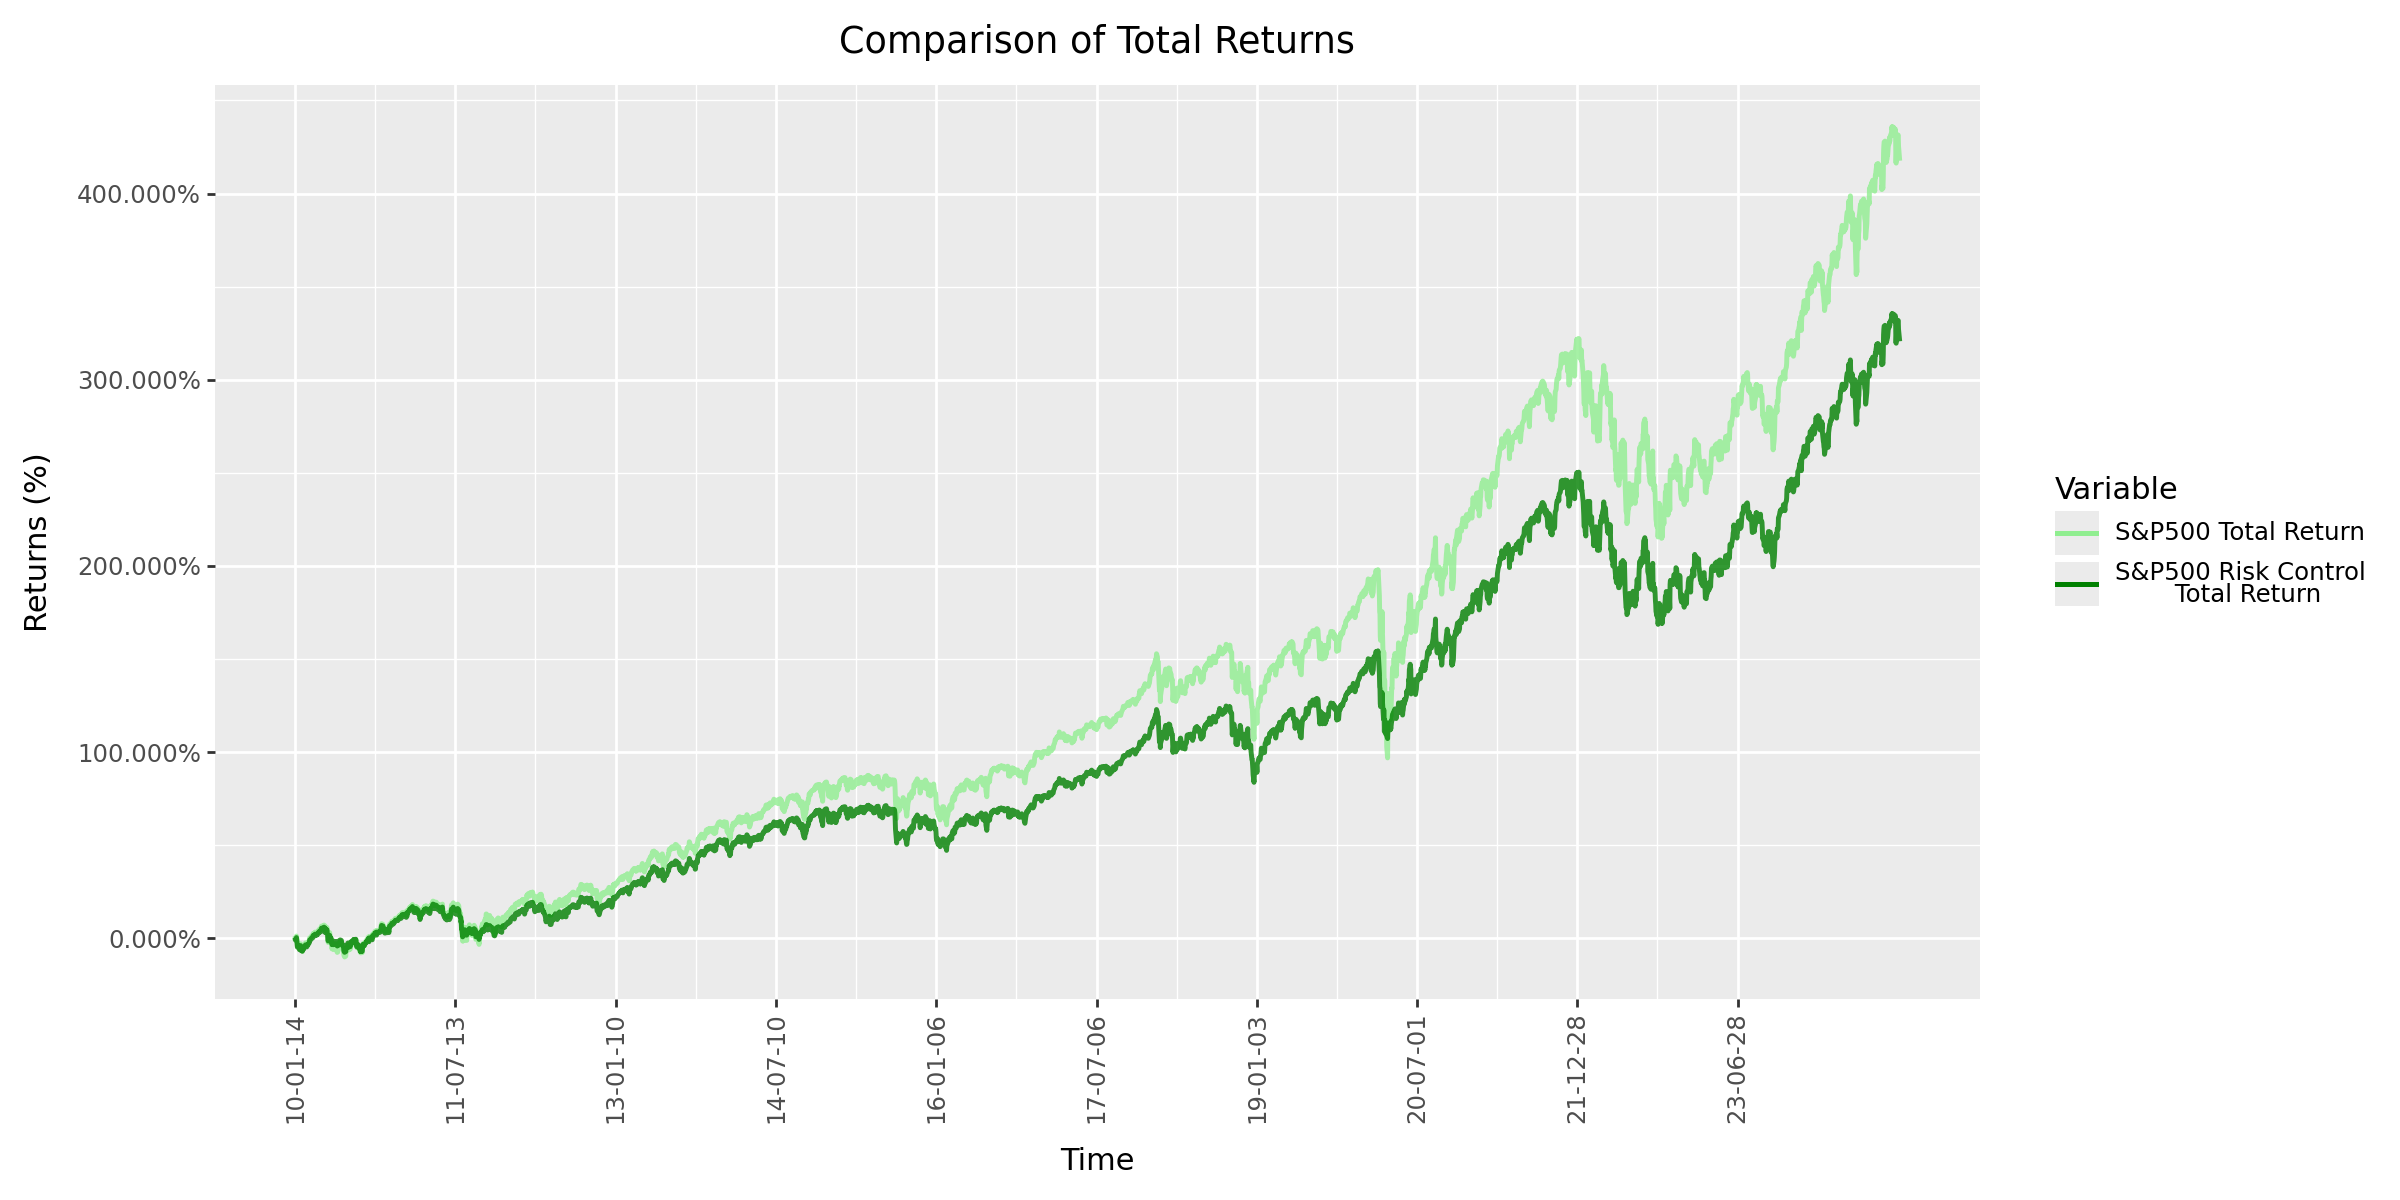 Comparison of Total Returns
Returns (%)
400.000%
300.000%
200.000%
100.000%
0.000%
10-01-14
11-07-13
13-01-10
14-07-10
16-01-06
17-07-06
19-01-03
20-07-01
21-12-28
23-06-28
Time
Variable
S&P500 Total Return
S&P500 Risk Control
Total Return